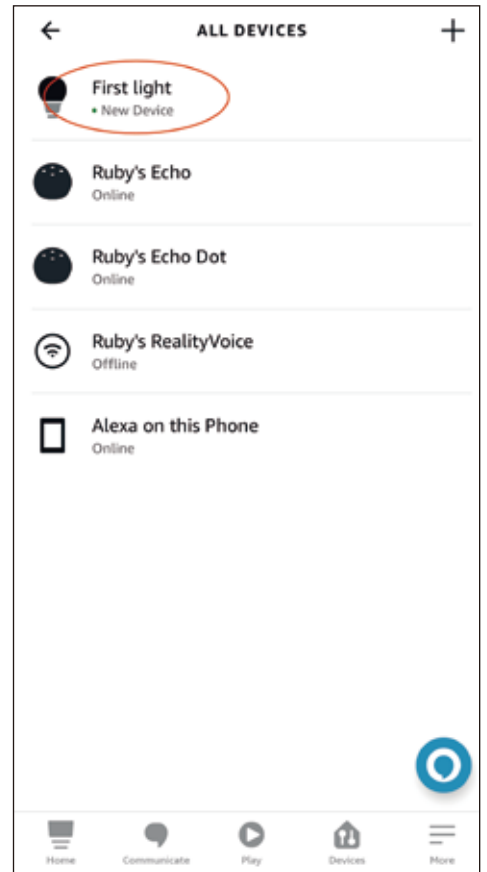 ALL DEVICES
First light
• New Device
Ruby's Echo
Online
Ruby's Echo Dot
Online
Ruby's RealityVoice
Offline
Alexa on this Phone
Online
Home Communicate Play Devices More